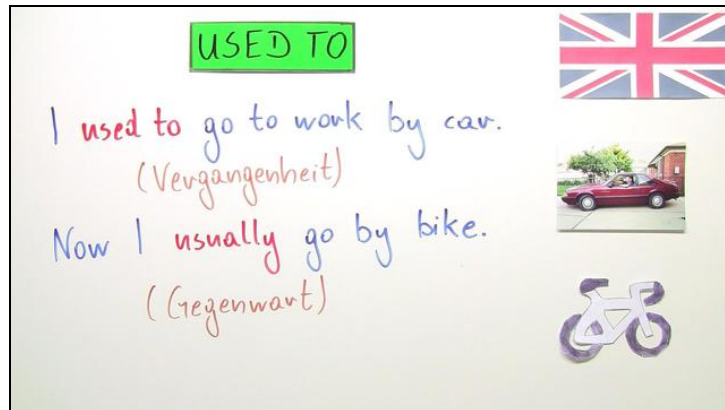 USED TO
I used to go to work by car.
(Vergangenheit)
Now I usually go by bike.
(Gegenwart)